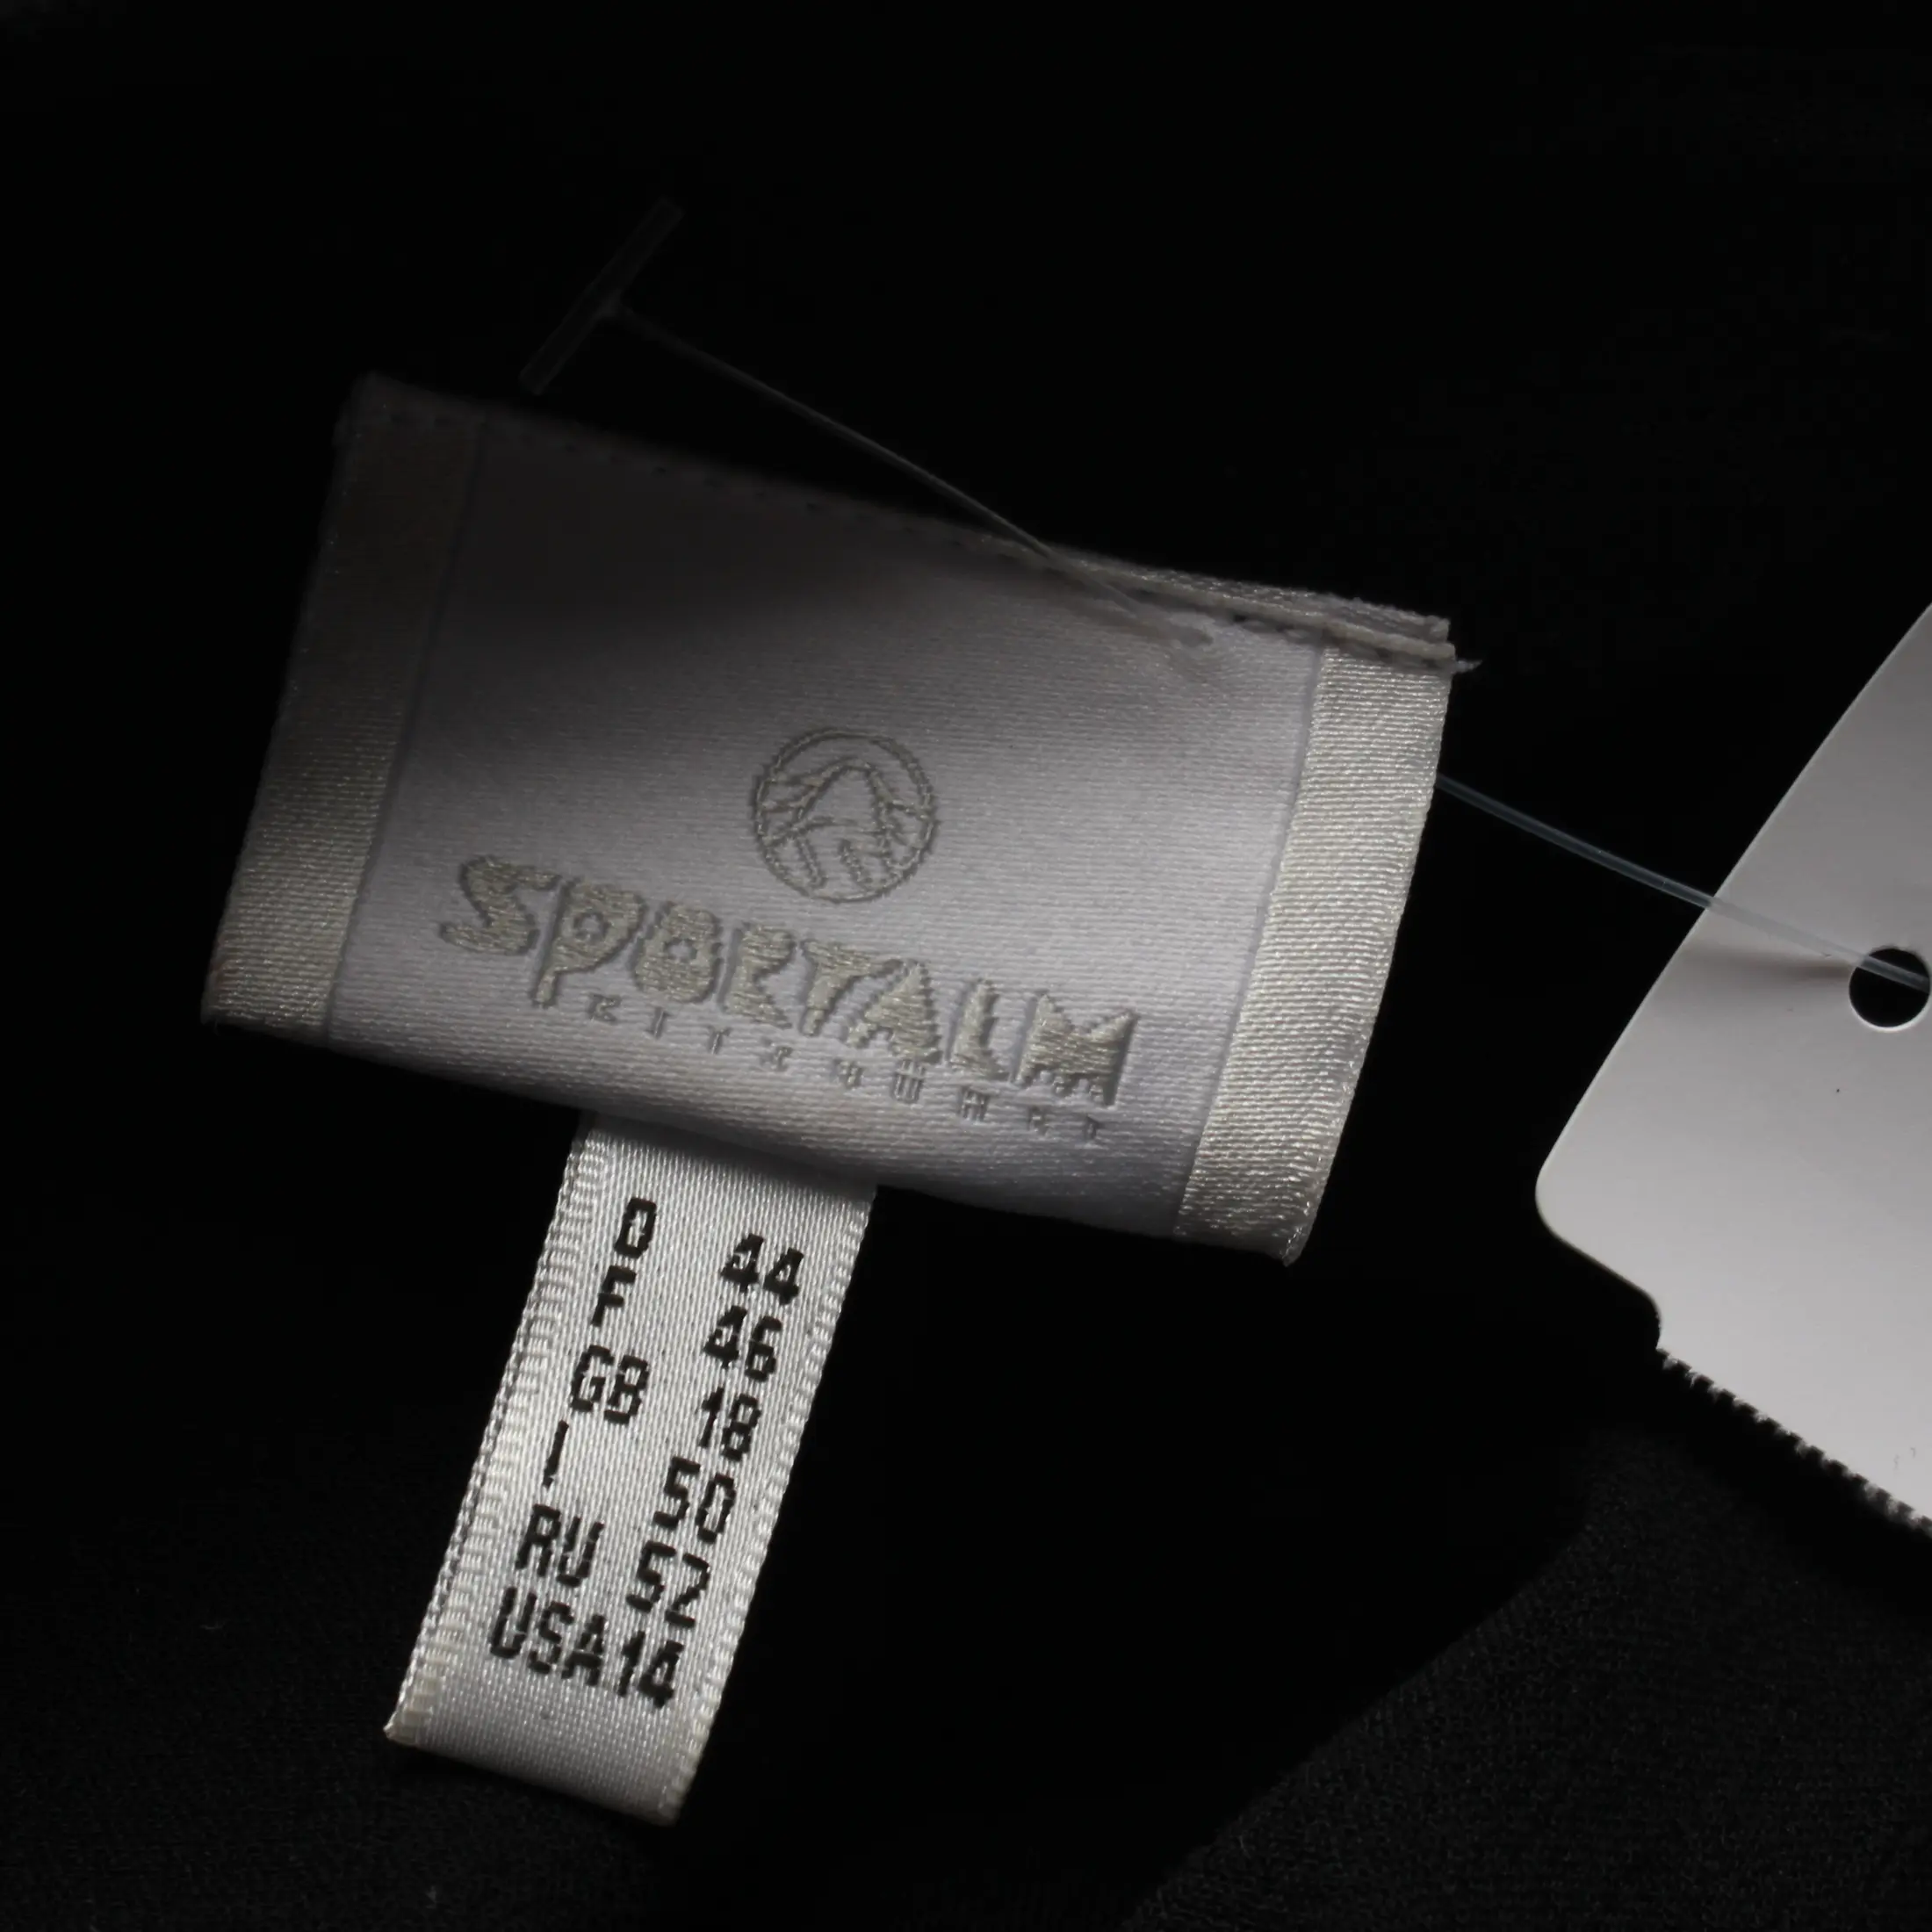 SPORTALM
KITZBÜHEL
D 44
F 46
GB 18
I 50
RU 52
USA 14